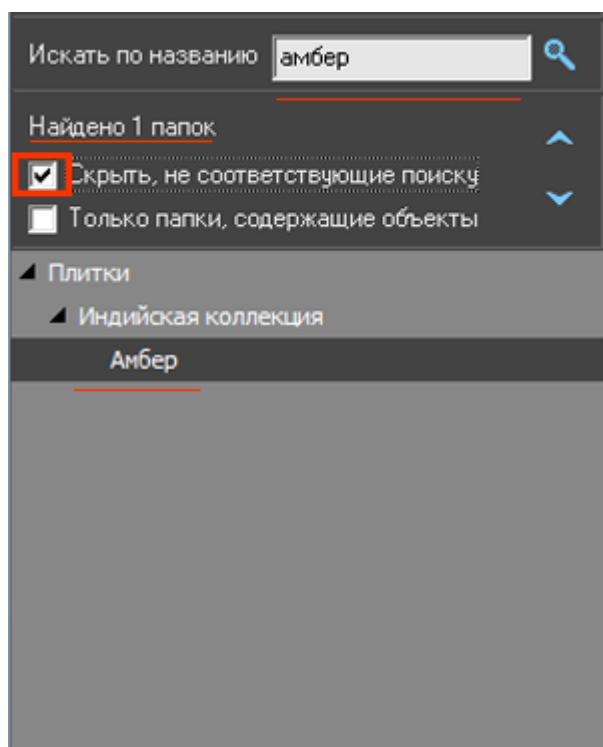 Искать по названию амбер
Найдено 1 папок
Скрыть, не соответствующие поиску
Только папки, содержащие объекты
Плитки
Индийская коллекция
Амбер